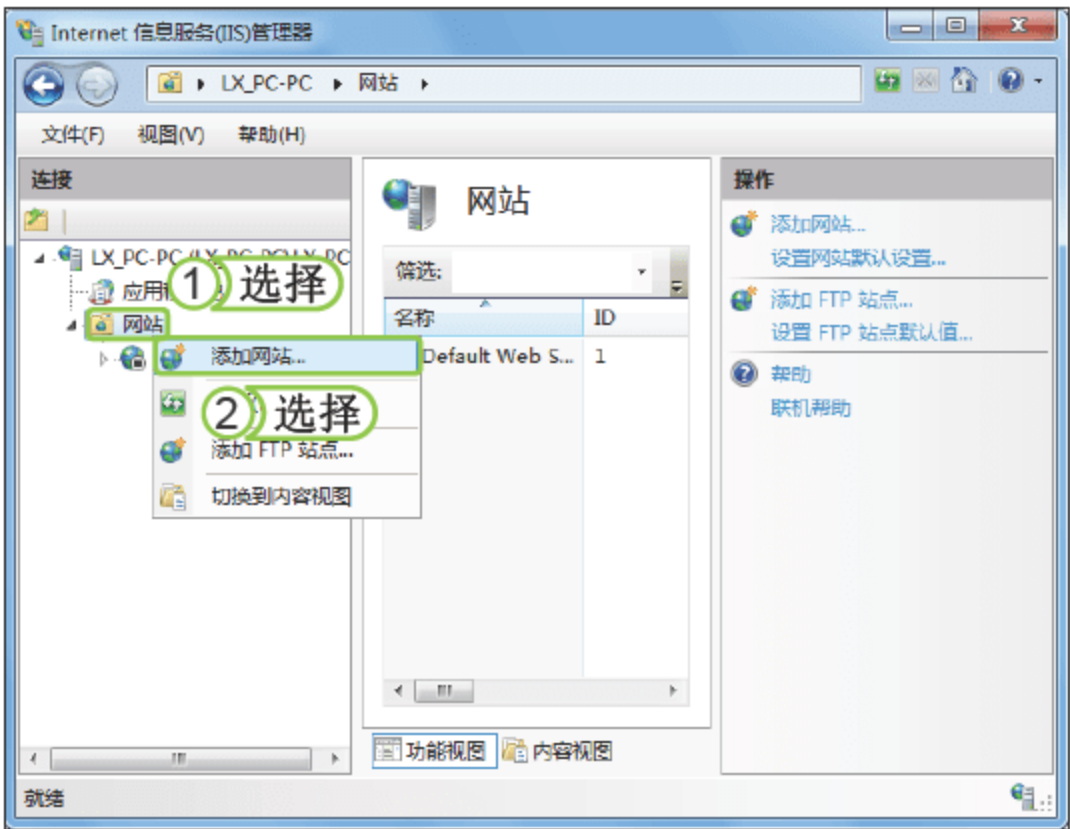 Internet 信息服务(IIS)管理器
LX_PC-PC 网站
文件(F) 视图(V) 帮助(H)
连接
LX_PC-PC
应用
1 选择
网站
添加网站...
2 选择
添加 FTP 站点...
切换到内容视图
网站
筛选:
名称 ID
Default Web S... 1
功能视图 内容视图
操作
添加网站...
设置网站默认设置...
添加 FTP 站点...
设置 FTP 站点默认值...
帮助
联机帮助
就绪